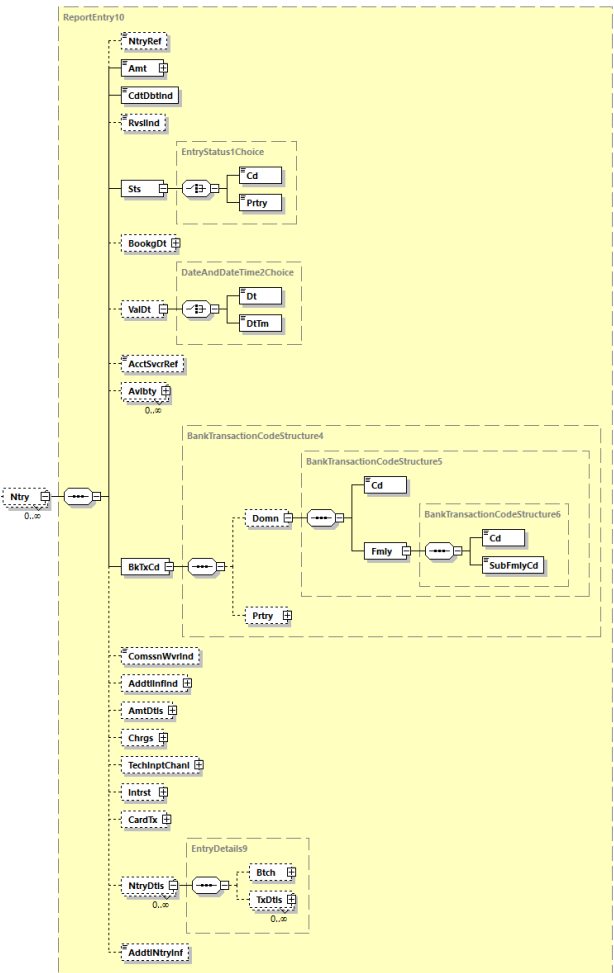 ReportEntry10
NtryRef
Amt
CdtDbtInd
RvslInd
EntryStatus1Choice
Cd
Sts
Prtry
BookgDt
DateAndDateTime2Choice
Dt
ValDt
DtTm
AcctSvcrRef
Avlbty
0..∞
BankTransactionCodeStructure4
BankTransactionCodeStructure5
Cd
Ntry
0..∞
BankTransactionCodeStructure6
Domn
Cd
Fmly
SubFmlyCd
BkTxCd
Prtry
ComssnWvrInd
AddtlInfInd
AmtDtls
Chrgs
TechInptChanl
Intrst
CardTx
EntryDetails9
Btch
NtryDtls
0..∞
TxDtls
0..∞
AddtlNtryInf